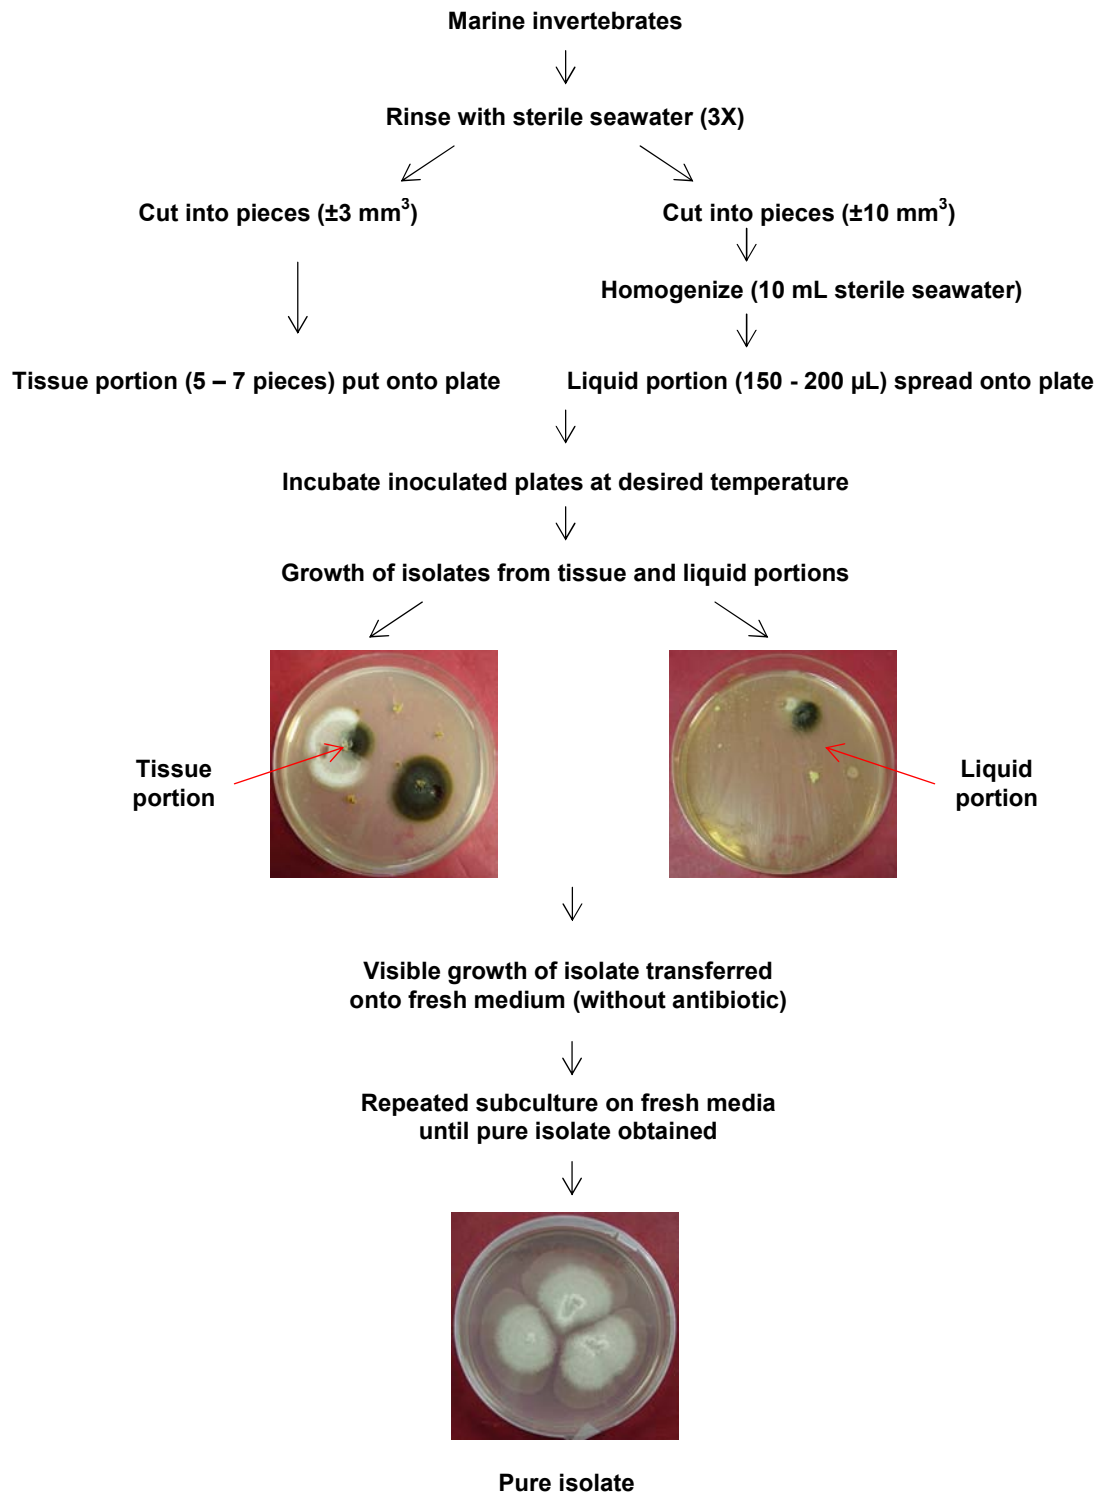 Marine invertebrates
Rinse with sterile seawater (3X)
Cut into pieces (±3 mm³)
Cut into pieces (±10 mm³)
Homogenize (10 mL sterile seawater)
Tissue portion (5 – 7 pieces) put onto plate
Liquid portion (150 - 200 µL) spread onto plate
Incubate inoculated plates at desired temperature
Growth of isolates from tissue and liquid portions
Tissue
portion
Liquid
portion
Visible growth of isolate transferred
onto fresh medium (without antibiotic)
Repeated subculture on fresh media
until pure isolate obtained
Pure isolate